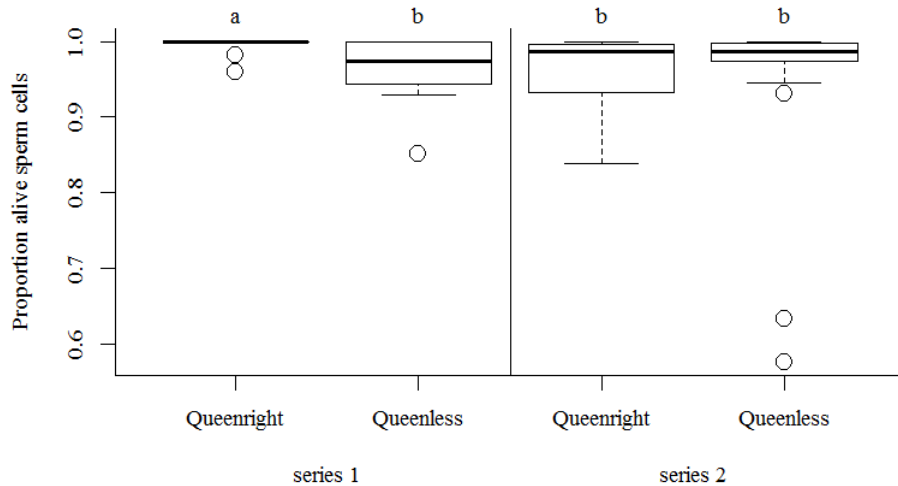 a b b b
Proportion alive sperm cells
1.0
0.9
0.8
0.7
0.6
Queenright Queenless Queenright Queenless
series 1 series 2